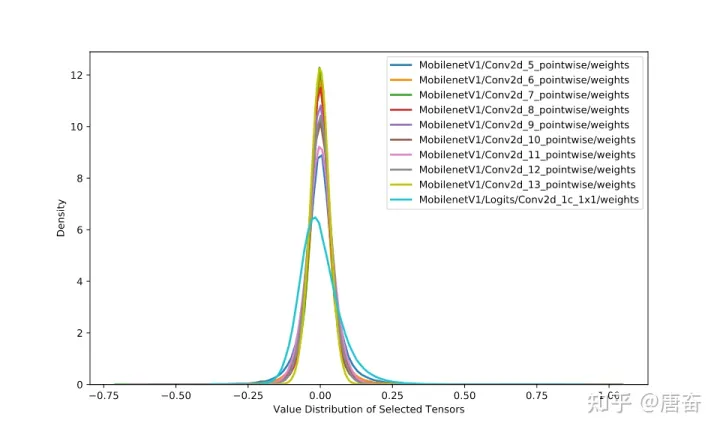 12
10
8
6
4
2
0
Density
MobilenetV1/Conv2d_5_pointwise/weights
MobilenetV1/Conv2d_6_pointwise/weights
MobilenetV1/Conv2d_7_pointwise/weights
MobilenetV1/Conv2d_8_pointwise/weights
MobilenetV1/Conv2d_9_pointwise/weights
MobilenetV1/Conv2d_10_pointwise/weights
MobilenetV1/Conv2d_11_pointwise/weights
MobilenetV1/Conv2d_12_pointwise/weights
MobilenetV1/Conv2d_13_pointwise/weights
MobilenetV1/Logits/Conv2d_1c_1x1/weights
−0.75 −0.50 −0.25 0.00 0.25 0.50 0.75 1.00
Value Distribution of Selected Tensors
知乎 @唐奋